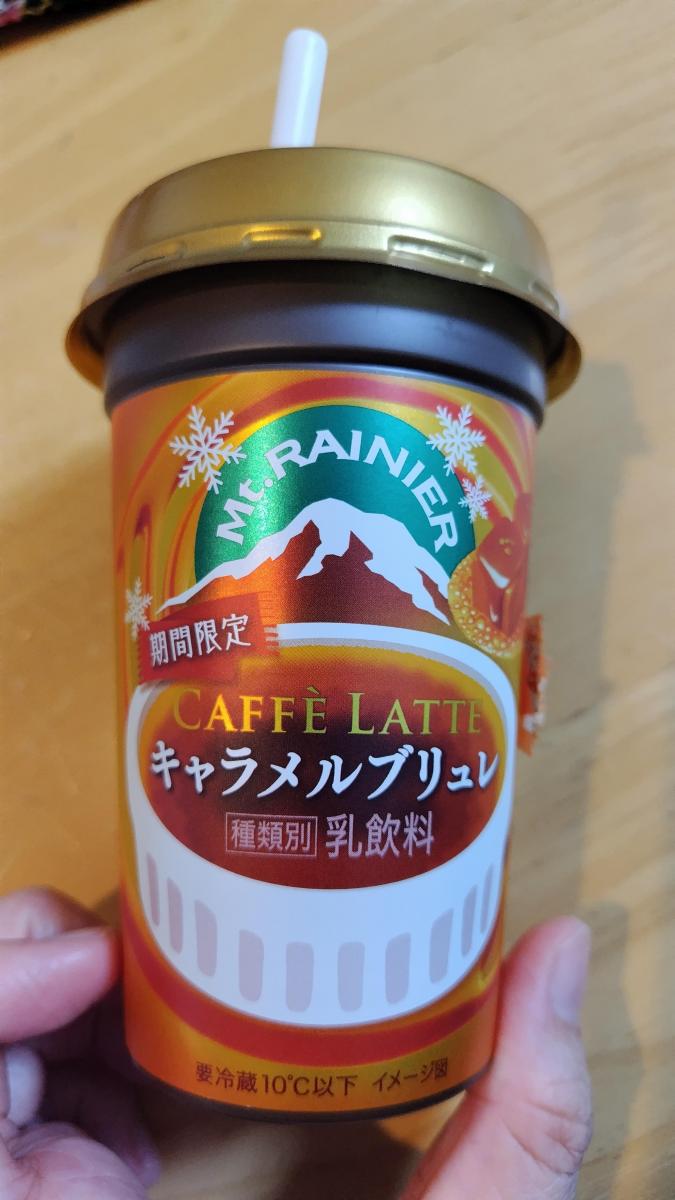 Mt. RAINIER
期間限定
CAFFÈ LATTE
キャラメルブリュレ
種類別 乳飲料
要冷蔵10℃以下 イメージ図